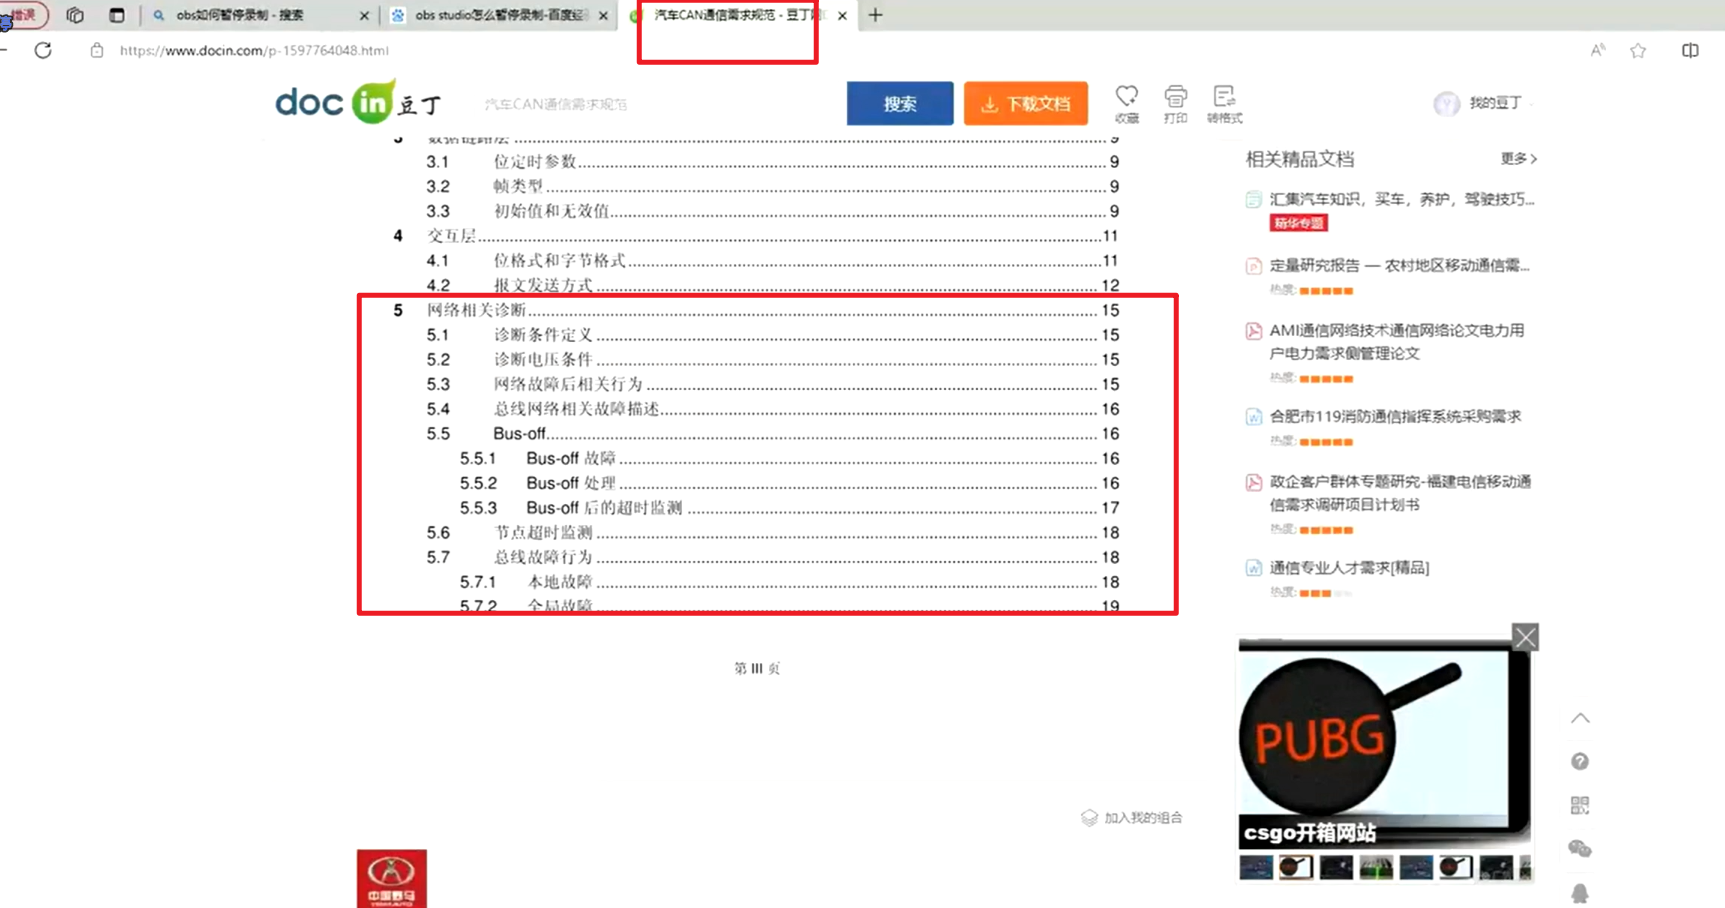 错误
obs如何暂停录制 - 搜索
obs studio怎么暂停录制-百度经
汽车CAN通信需求规范 - 豆丁网
https://www.docin.com/p-1597764048.html
doc in 豆丁
汽车CAN通信需求规范
搜索
下载文档
收藏
打印
转格式
我的豆丁
3 数据链路层 9
3.1 位定时参数 9
3.2 帧类型 9
3.3 初始值和无效值 9
4 交互层 11
4.1 位格式和字节格式 11
4.2 报文发送方式 12
5 网络相关诊断 15
5.1 诊断条件定义 15
5.2 诊断电压条件 15
5.3 网络故障后相关行为 15
5.4 总线网络相关故障描述 16
5.5 Bus-off 16
5.5.1 Bus-off 故障 16
5.5.2 Bus-off 处理 16
5.5.3 Bus-off 后的超时监测 17
5.6 节点超时监测 18
5.7 总线故障行为 18
5.7.1 本地故障 18
5.7.2 全局故障 19
第 III 页
加入我的组合
中国野马
相关精品文档
更多 >
汇集汽车知识，买车，养护，驾驶技巧...
精华专题
定量研究报告 — 农村地区移动通信需...
热度:
AMI通信网络技术通信网络论文电力用
户电力需求侧管理论文
热度:
合肥市119消防通信指挥系统采购需求
热度:
政企客户群体专题研究-福建电信移动通
信需求调研项目计划书
热度:
通信专业人才需求[精品]
热度:
PUBG
csgo开箱网站